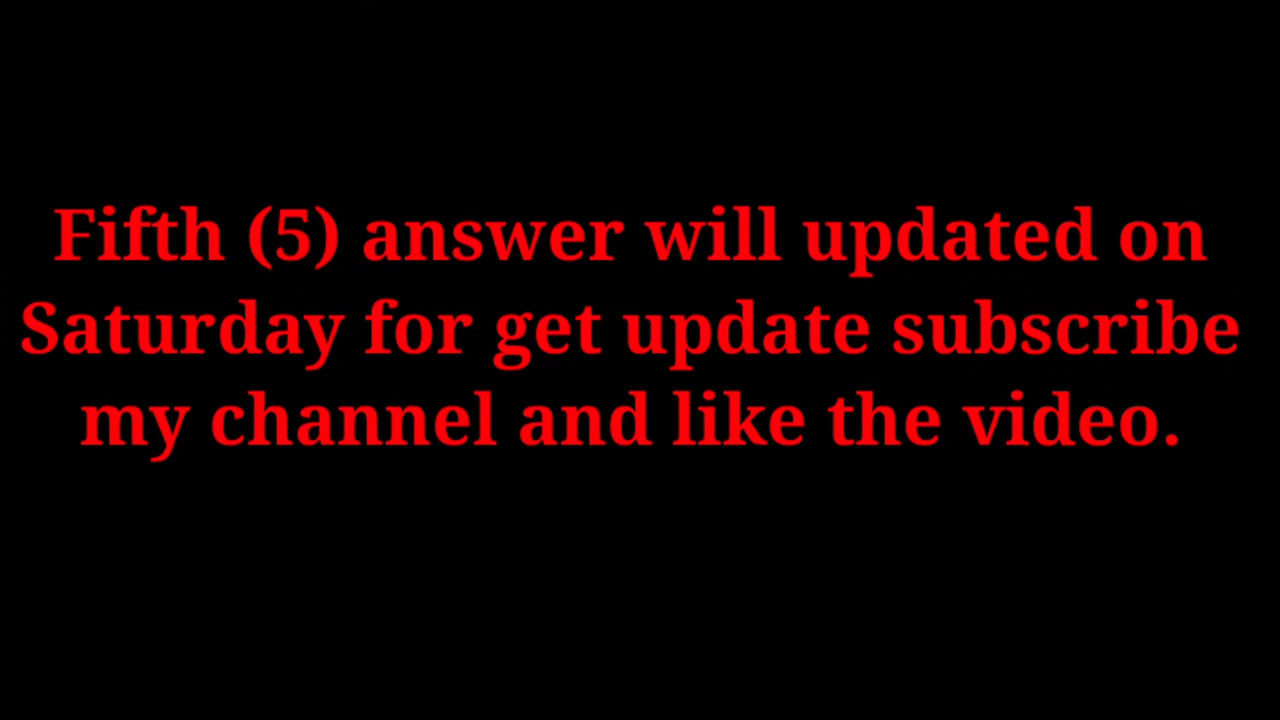 Fifth (5) answer will updated on
Saturday for get update subscribe
my channel and like the video.